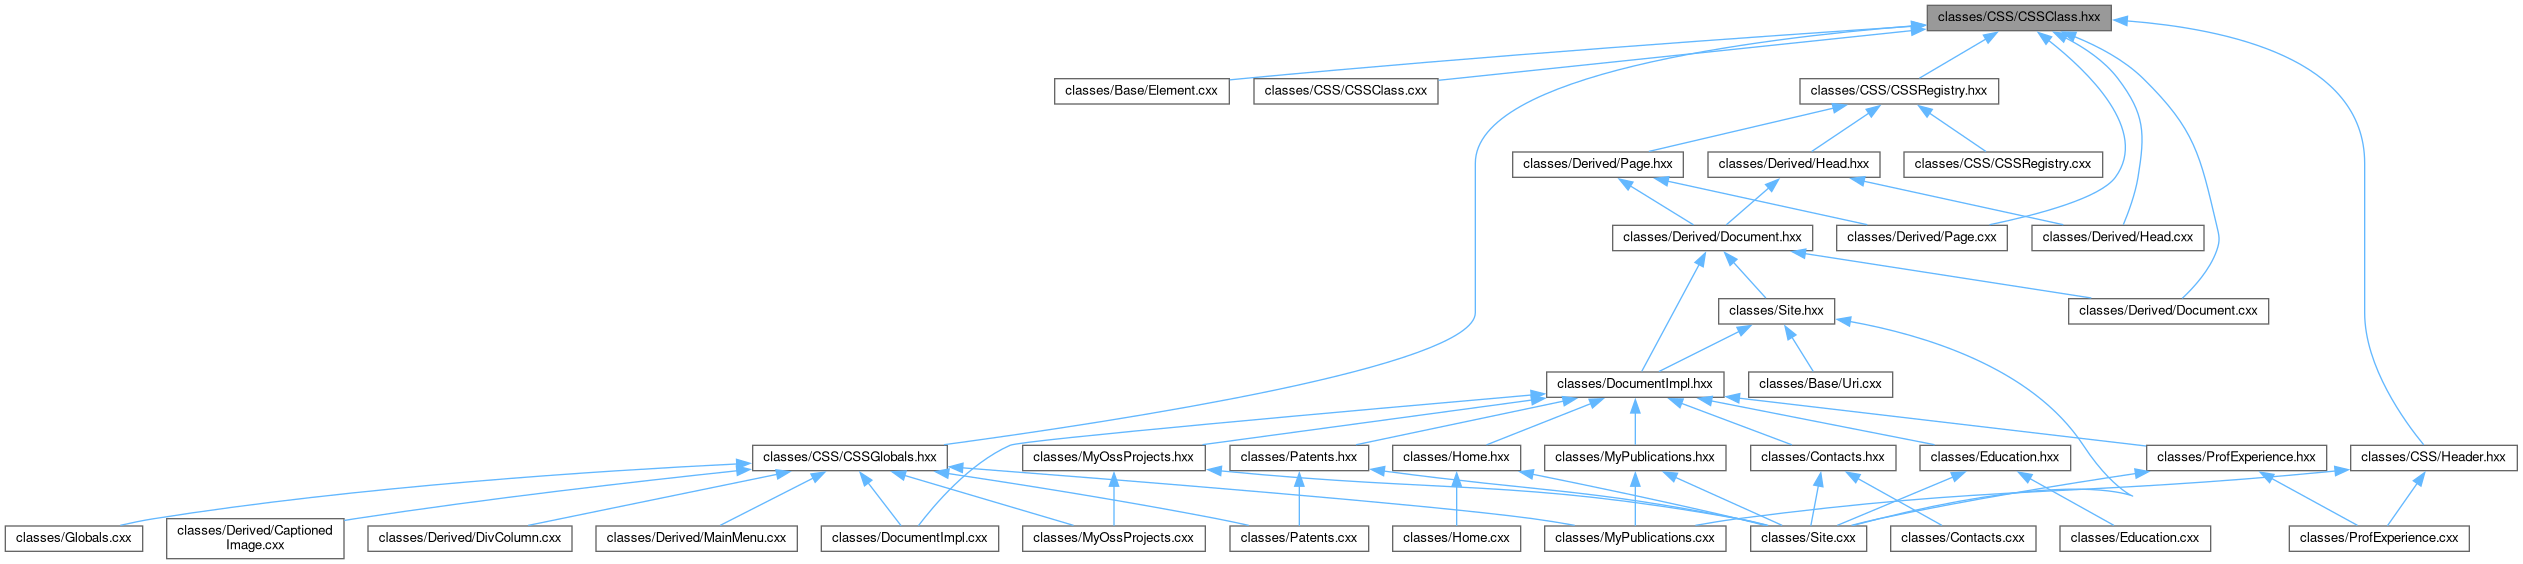 classes/CSS/CSSClass.hxx
classes/Base/Element.cxx
classes/CSS/CSSClass.cxx
classes/CSS/CSSRegistry.hxx
classes/Derived/Page.hxx
classes/Derived/Head.hxx
classes/CSS/CSSRegistry.cxx
classes/Derived/Document.hxx
classes/Derived/Page.cxx
classes/Derived/Head.cxx
classes/Site.hxx
classes/Derived/Document.cxx
classes/DocumentImpl.hxx
classes/Base/Uri.cxx
classes/CSS/CSSGlobals.hxx
classes/MyOssProjects.hxx
classes/Patents.hxx
classes/Home.hxx
classes/MyPublications.hxx
classes/Contacts.hxx
classes/Education.hxx
classes/ProfExperience.hxx
classes/CSS/Header.hxx
classes/Globals.cxx
classes/Derived/Captioned
Image.cxx
classes/Derived/DivColumn.cxx
classes/Derived/MainMenu.cxx
classes/DocumentImpl.cxx
classes/MyOssProjects.cxx
classes/Patents.cxx
classes/Home.cxx
classes/MyPublications.cxx
classes/Site.cxx
classes/Contacts.cxx
classes/Education.cxx
classes/ProfExperience.cxx